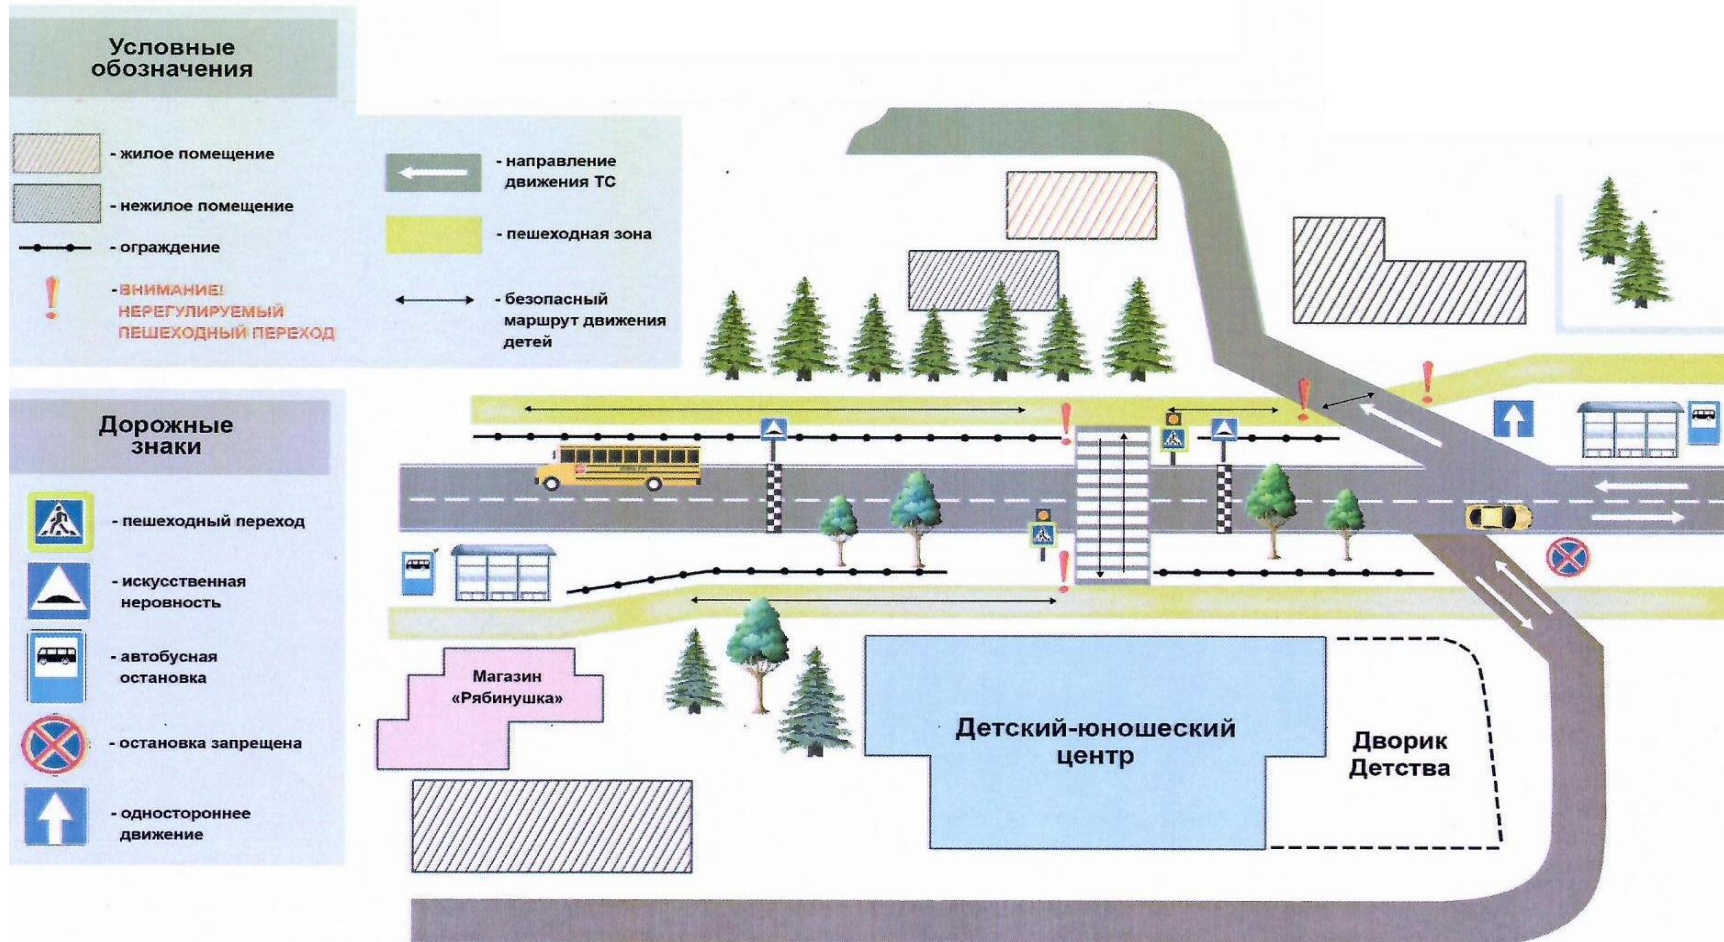 Условные
обозначения
- жилое помещение
- нежилое помещение
- ограждение
- ВНИМАНИЕ!
НЕРЕГУЛИРУЕМЫЙ
ПЕШЕХОДНЫЙ ПЕРЕХОД
- направление
движения ТС
- пешеходная зона
- безопасный
маршрут движения
детей
Дорожные
знаки
- пешеходный переход
- искусственная
неровность
- автобусная
остановка
- остановка запрещена
- одностороннее
движение
Магазин
«Рябинушка»
Детский-юношеский
центр
Дворик
Детства